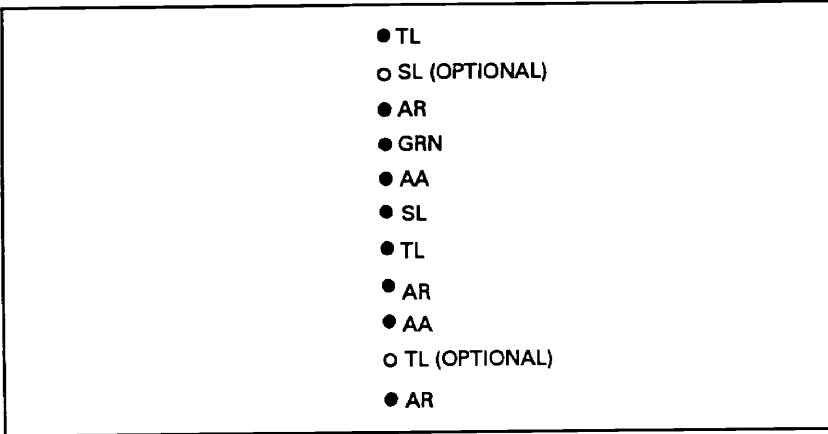 ● TL
○ SL (OPTIONAL)
● AR
● GRN
● AA
● SL
● TL
● AR
● AA
○ TL (OPTIONAL)
● AR